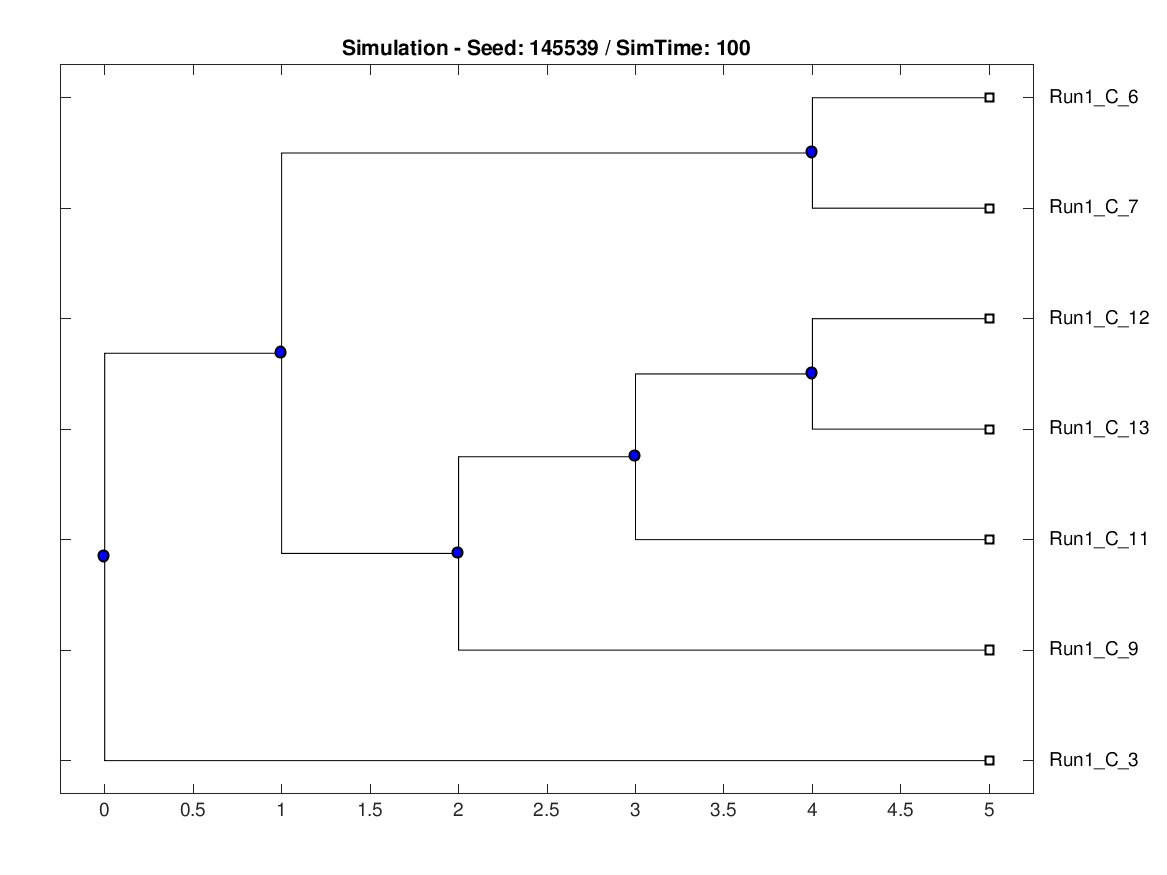 Simulation - Seed: 145539 / SimTime: 100
Run1_C_6
Run1_C_7
Run1_C_12
Run1_C_13
Run1_C_11
Run1_C_9
Run1_C_3
0 0.5 1 1.5 2 2.5 3 3.5 4 4.5 5